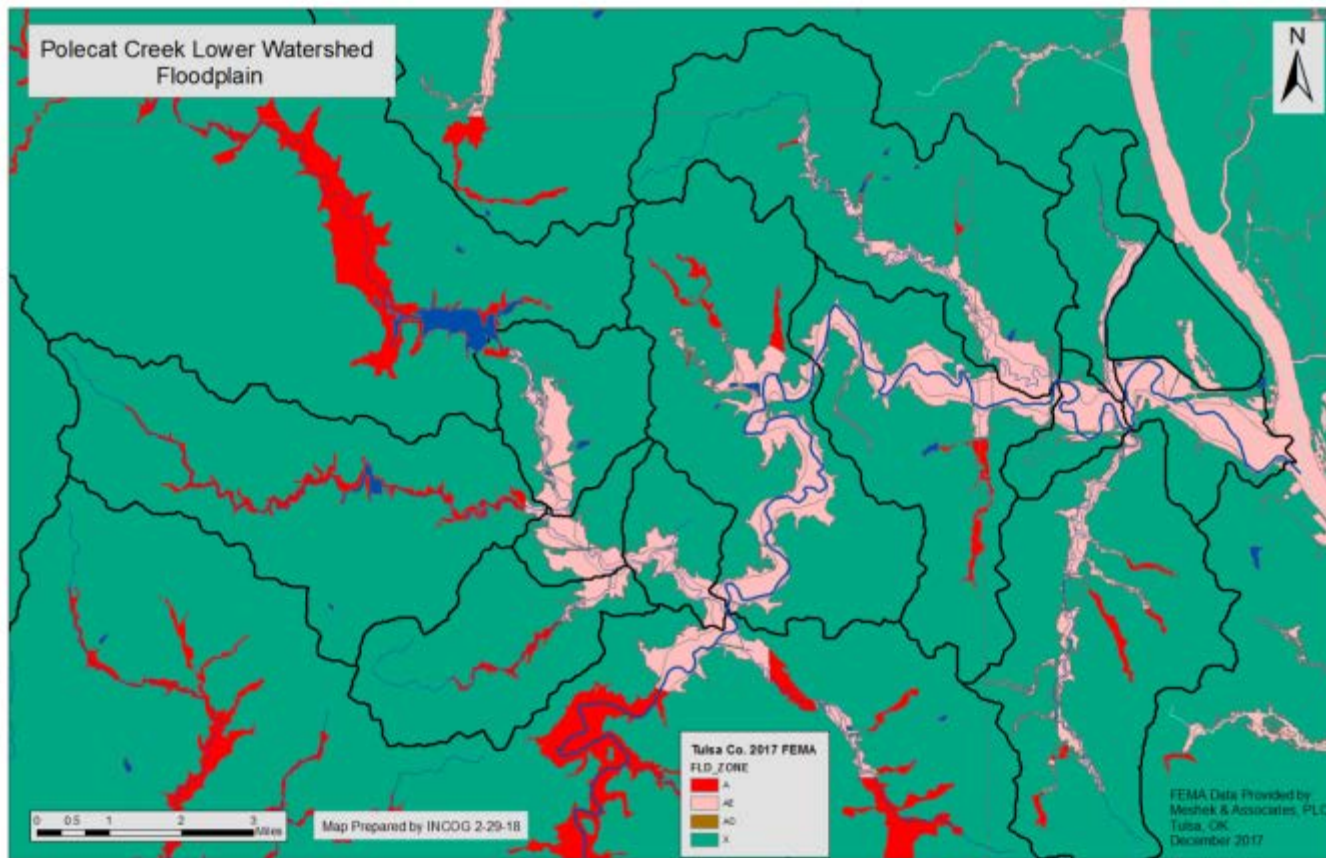 Polecat Creek Lower Watershed
Floodplain
N
Tulsa Co. 2017 FEMA
FLD_ZONE
A
AE
AO
X
0 0.5 1 2 3
Miles
Map Prepared by INCOG 2-29-18
FEMA Data Provided by
Meshek & Associates, PLC
Tulsa, OK
December 2017